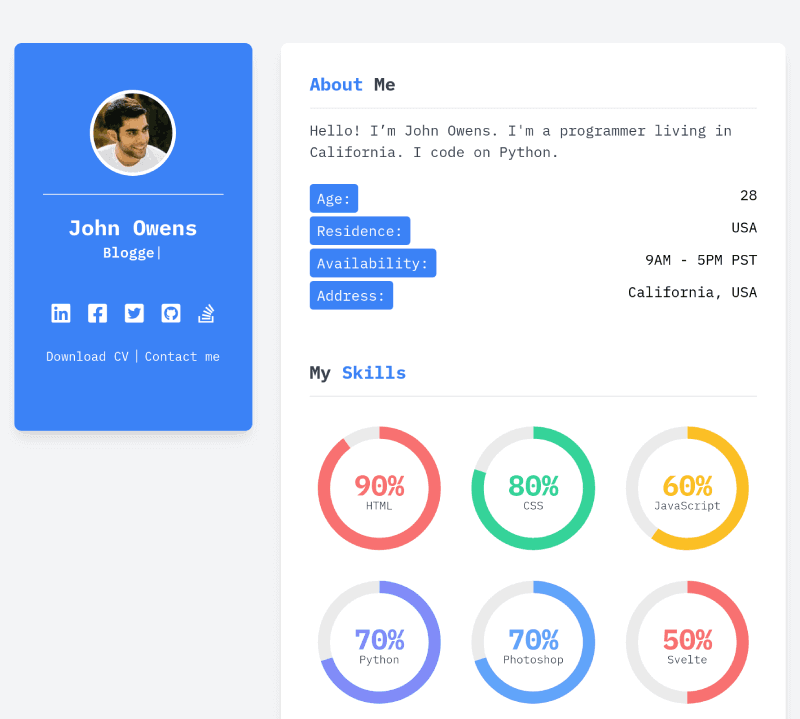 John Owens
Blogge|
Download CV | Contact me
About Me
Hello! I’m John Owens. I'm a programmer living in
California. I code on Python.
Age: 28
Residence: USA
Availability: 9AM - 5PM PST
Address: California, USA
My Skills
90% 80% 60%
HTML CSS JavaScript
70% 70% 50%
Python Photoshop Svelte